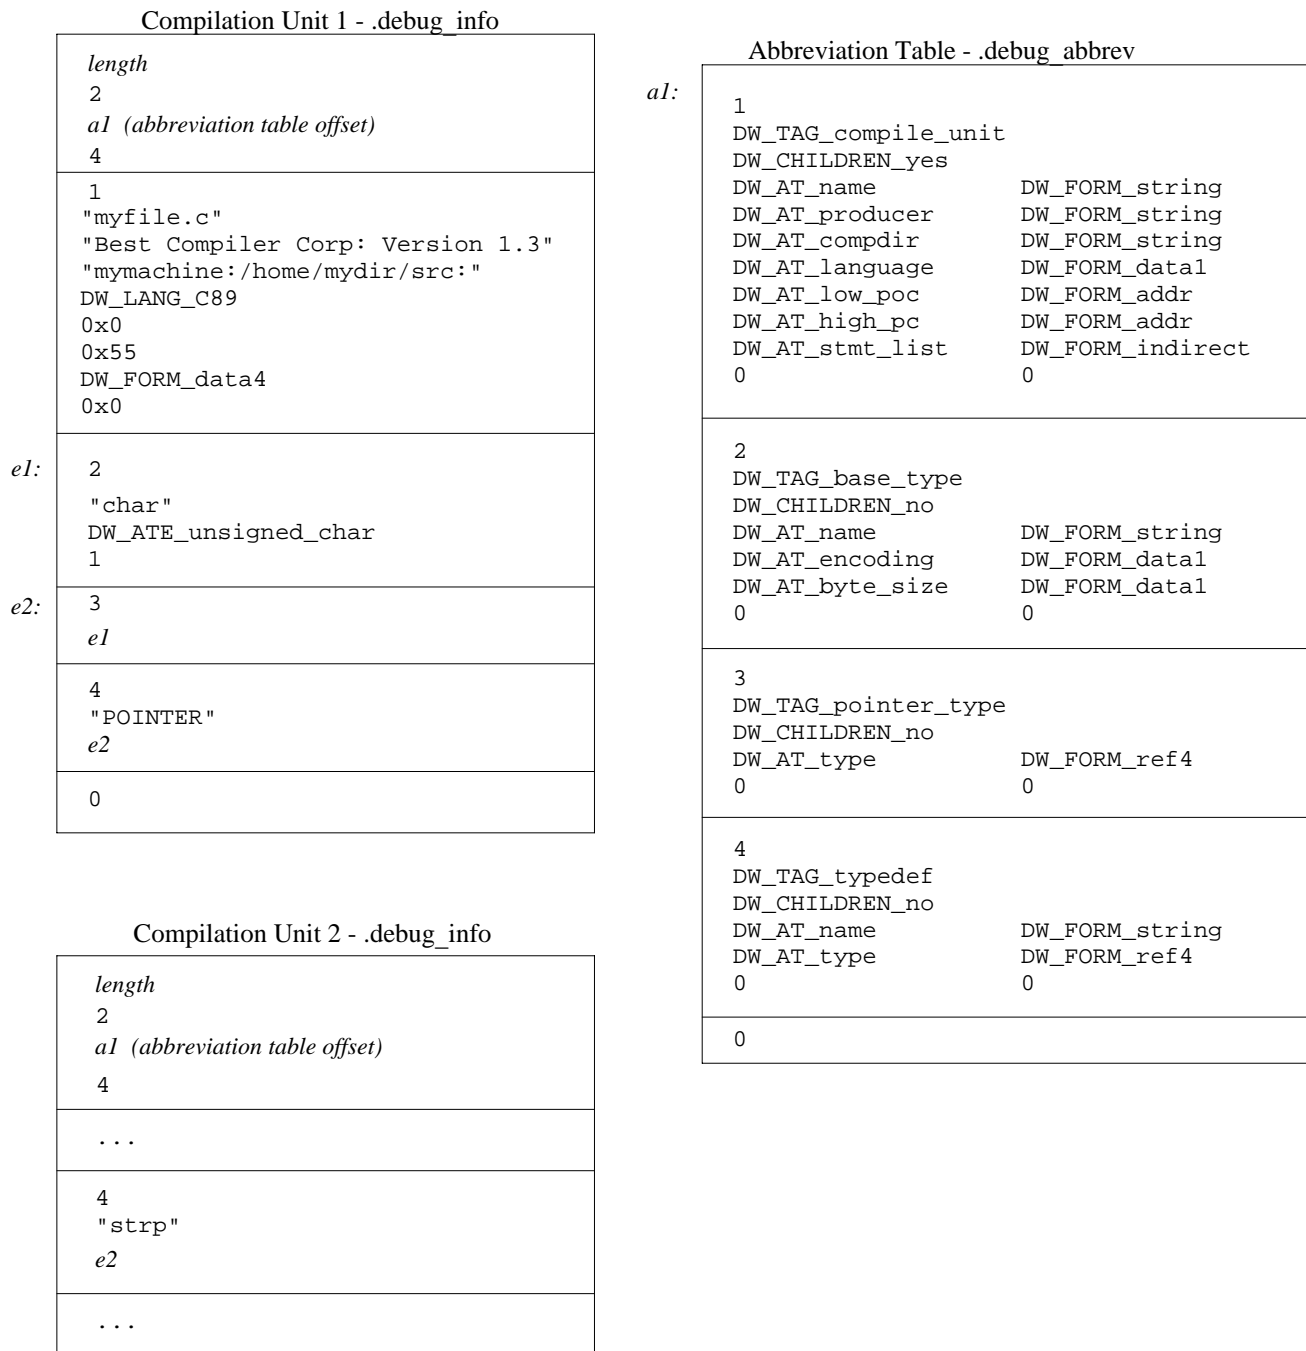 Compilation Unit 1 - .debug_info
length
2
a1 (abbreviation table offset)
4
1
"myfile.c"
"Best Compiler Corp: Version 1.3"
"mymachine:/home/mydir/src:"
DW_LANG_C89
0x0
0x55
DW_FORM_data4
0x0
e1: 2
"char"
DW_ATE_unsigned_char
1
e2: 3
e1
4
"POINTER"
e2
0
Compilation Unit 2 - .debug_info
length
2
a1 (abbreviation table offset)
4
...
4
"strp"
e2
...
Abbreviation Table - .debug_abbrev
a1: 1
DW_TAG_compile_unit
DW_CHILDREN_yes
DW_AT_name DW_FORM_string
DW_AT_producer DW_FORM_string
DW_AT_compdir DW_FORM_string
DW_AT_language DW_FORM_data1
DW_AT_low_poc DW_FORM_addr
DW_AT_high_pc DW_FORM_addr
DW_AT_stmt_list DW_FORM_indirect
0 0
2
DW_TAG_base_type
DW_CHILDREN_no
DW_AT_name DW_FORM_string
DW_AT_encoding DW_FORM_data1
DW_AT_byte_size DW_FORM_data1
0 0
3
DW_TAG_pointer_type
DW_CHILDREN_no
DW_AT_type DW_FORM_ref4
0 0
4
DW_TAG_typedef
DW_CHILDREN_no
DW_AT_name DW_FORM_string
DW_AT_type DW_FORM_ref4
0 0
0